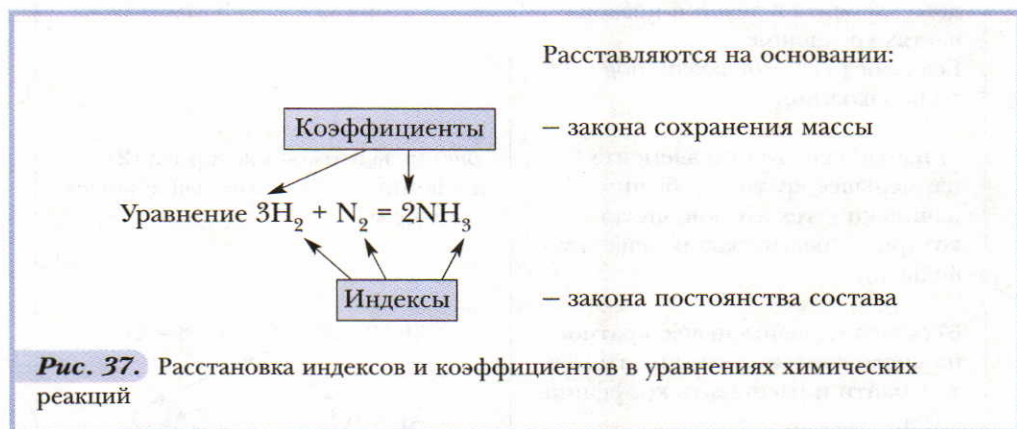 Расставляются на основании:
Коэффициенты
– закона сохранения массы
Уравнение 3H₂ + N₂ = 2NH₃
Индексы
– закона постоянства состава
Рис. 37. Расстановка индексов и коэффициентов в уравнениях химических
реакций